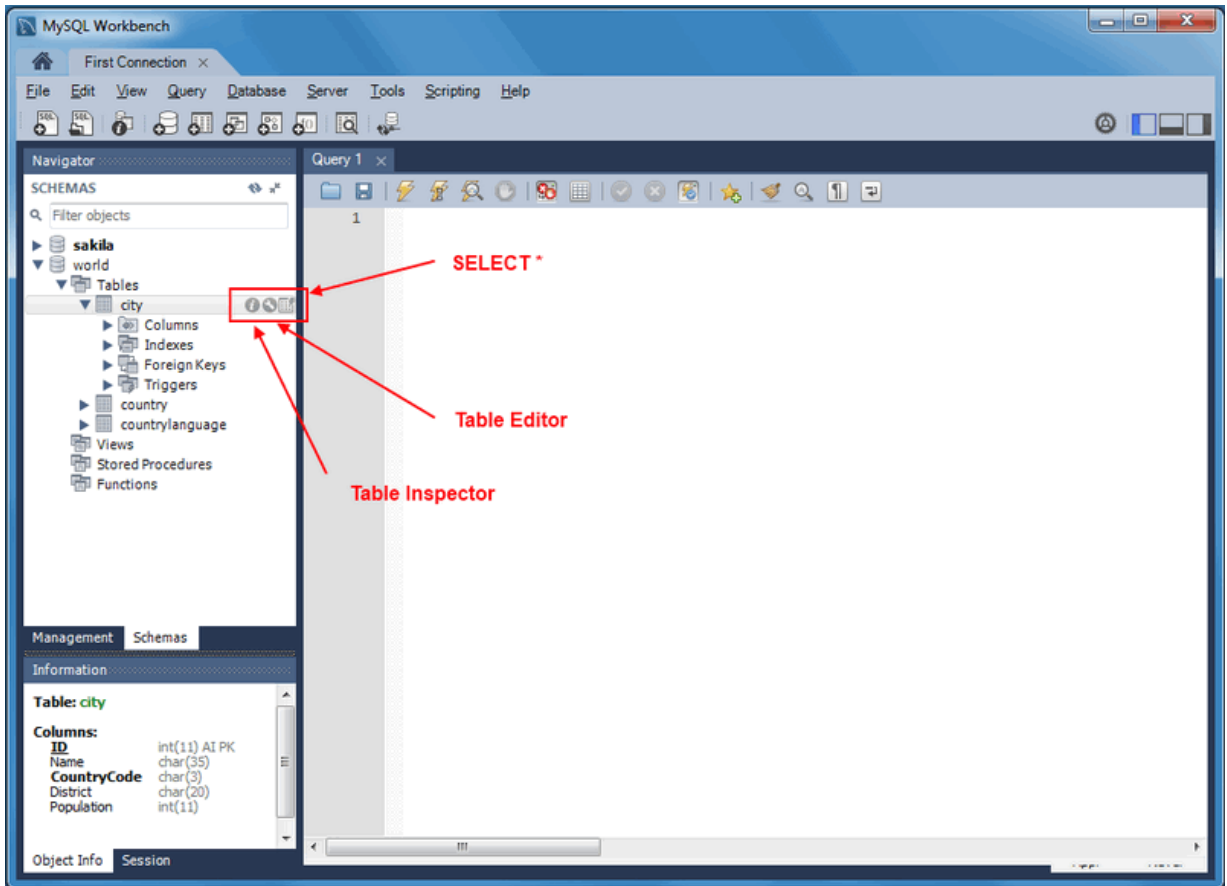 MySQL Workbench
First Connection
File Edit View Query Database Server Tools Scripting Help
Navigator
SCHEMAS
Filter objects
sakila
world
Tables
city
Columns
Indexes
Foreign Keys
Triggers
country
countrylanguage
Views
Stored Procedures
Functions
Management Schemas
Information
Table: city
Columns:
ID int(11) AI PK
Name char(35)
CountryCode char(3)
District char(20)
Population int(11)
Object Info Session
Query 1
1
SELECT *
Table Editor
Table Inspector